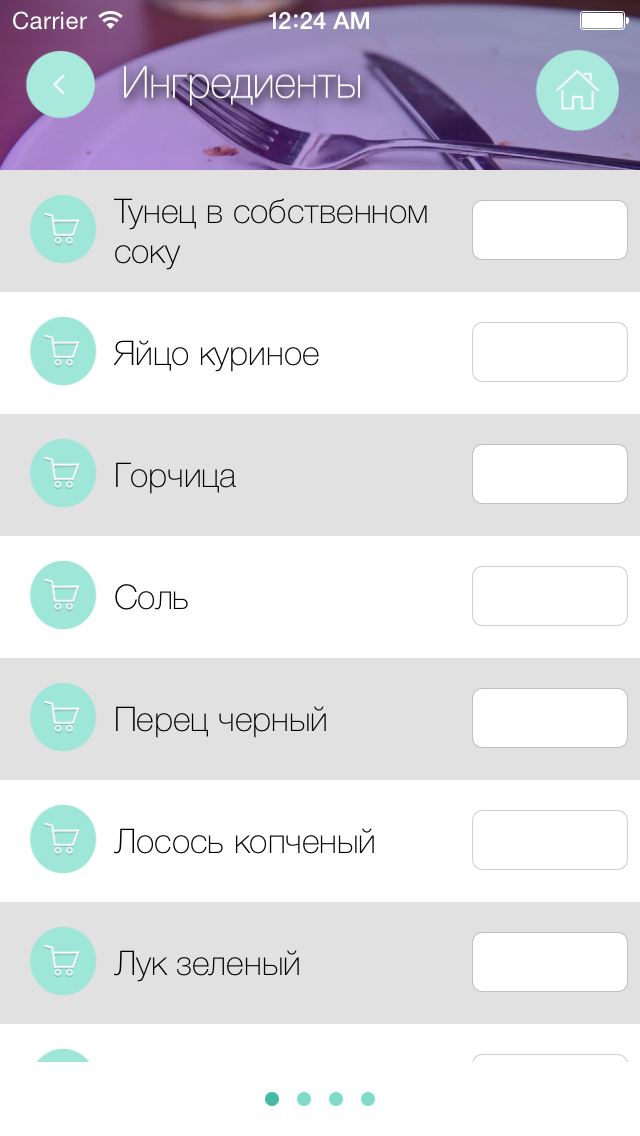 Carrier 12:24 AM
Ингредиенты
Тунец в собственном
соку
Яйцо куриное
Горчица
Соль
Перец черный
Лосось копченый
Лук зеленый